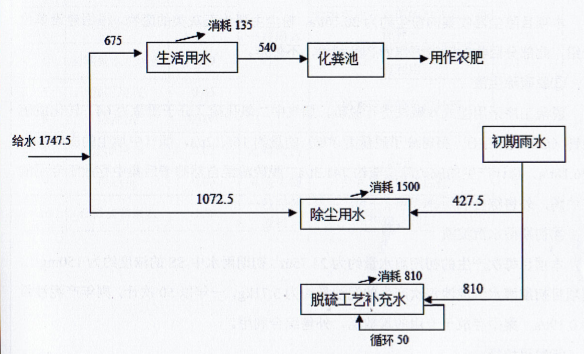 消耗 135
675
生活用水
540
化粪池
用作农肥
给水 1747.5
初期雨水
1072.5
消耗 1500
除尘用水
427.5
消耗 810
脱硫工艺补充水
810
循环 50